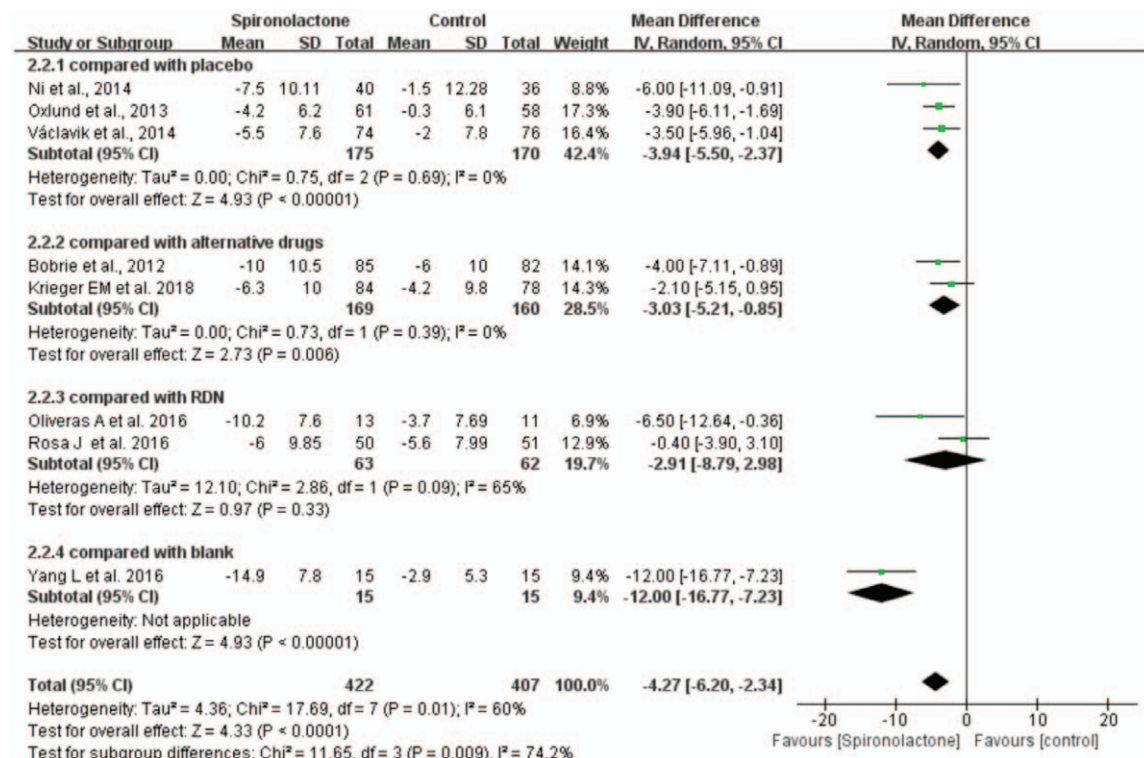 Spironolactone Control Mean Difference Mean Difference
Study or Subgroup Mean SD Total Mean SD Total Weight IV, Random, 95% CI IV, Random, 95% CI
2.2.1 compared with placebo
Ni et al., 2014 -7.5 10.11 40 -1.5 12.28 36 8.8% -6.00 [-11.09, -0.91]
Oxlund et al., 2013 -4.2 6.2 61 -0.3 6.1 58 17.3% -3.90 [-6.11, -1.69]
Václavik et al., 2014 -5.5 7.6 74 -2 7.8 76 16.4% -3.50 [-5.96, -1.04]
Subtotal (95% CI) 175 170 42.4% -3.94 [-5.50, -2.37]
Heterogeneity: Tau² = 0.00; Chi² = 0.75, df = 2 (P = 0.69); I² = 0%
Test for overall effect: Z = 4.93 (P < 0.00001)
2.2.2 compared with alternative drugs
Bobrie et al., 2012 -10 10.5 85 -6 10 82 14.1% -4.00 [-7.11, -0.89]
Krieger EM et al. 2018 -6.3 10 84 -4.2 9.8 78 14.3% -2.10 [-5.15, 0.95]
Subtotal (95% CI) 169 160 28.5% -3.03 [-5.21, -0.85]
Heterogeneity: Tau² = 0.00; Chi² = 0.73, df = 1 (P = 0.39); I² = 0%
Test for overall effect: Z = 2.73 (P = 0.006)
2.2.3 compared with RDN
Oliveras A et al. 2016 -10.2 7.6 13 -3.7 7.69 11 6.9% -6.50 [-12.64, -0.36]
Rosa J et al. 2016 -6 9.85 50 -5.6 7.99 51 12.9% -0.40 [-3.90, 3.10]
Subtotal (95% CI) 63 62 19.7% -2.91 [-8.79, 2.98]
Heterogeneity: Tau² = 12.10; Chi² = 2.86, df = 1 (P = 0.09); I² = 65%
Test for overall effect: Z = 0.97 (P = 0.33)
2.2.4 compared with blank
Yang L et al. 2016 -14.9 7.8 15 -2.9 5.3 15 9.4% -12.00 [-16.77, -7.23]
Subtotal (95% CI) 15 15 9.4% -12.00 [-16.77, -7.23]
Heterogeneity: Not applicable
Test for overall effect: Z = 4.93 (P < 0.00001)
Total (95% CI) 422 407 100.0% -4.27 [-6.20, -2.34]
Heterogeneity: Tau² = 4.36; Chi² = 17.69, df = 7 (P = 0.01); I² = 60%
Test for overall effect: Z = 4.33 (P < 0.0001)
Test for subgroup differences: Chi² = 11.65, df = 3 (P = 0.009), I² = 74.2%
-20 -10 0 10 20
Favours [Spironolactone] Favours [control]